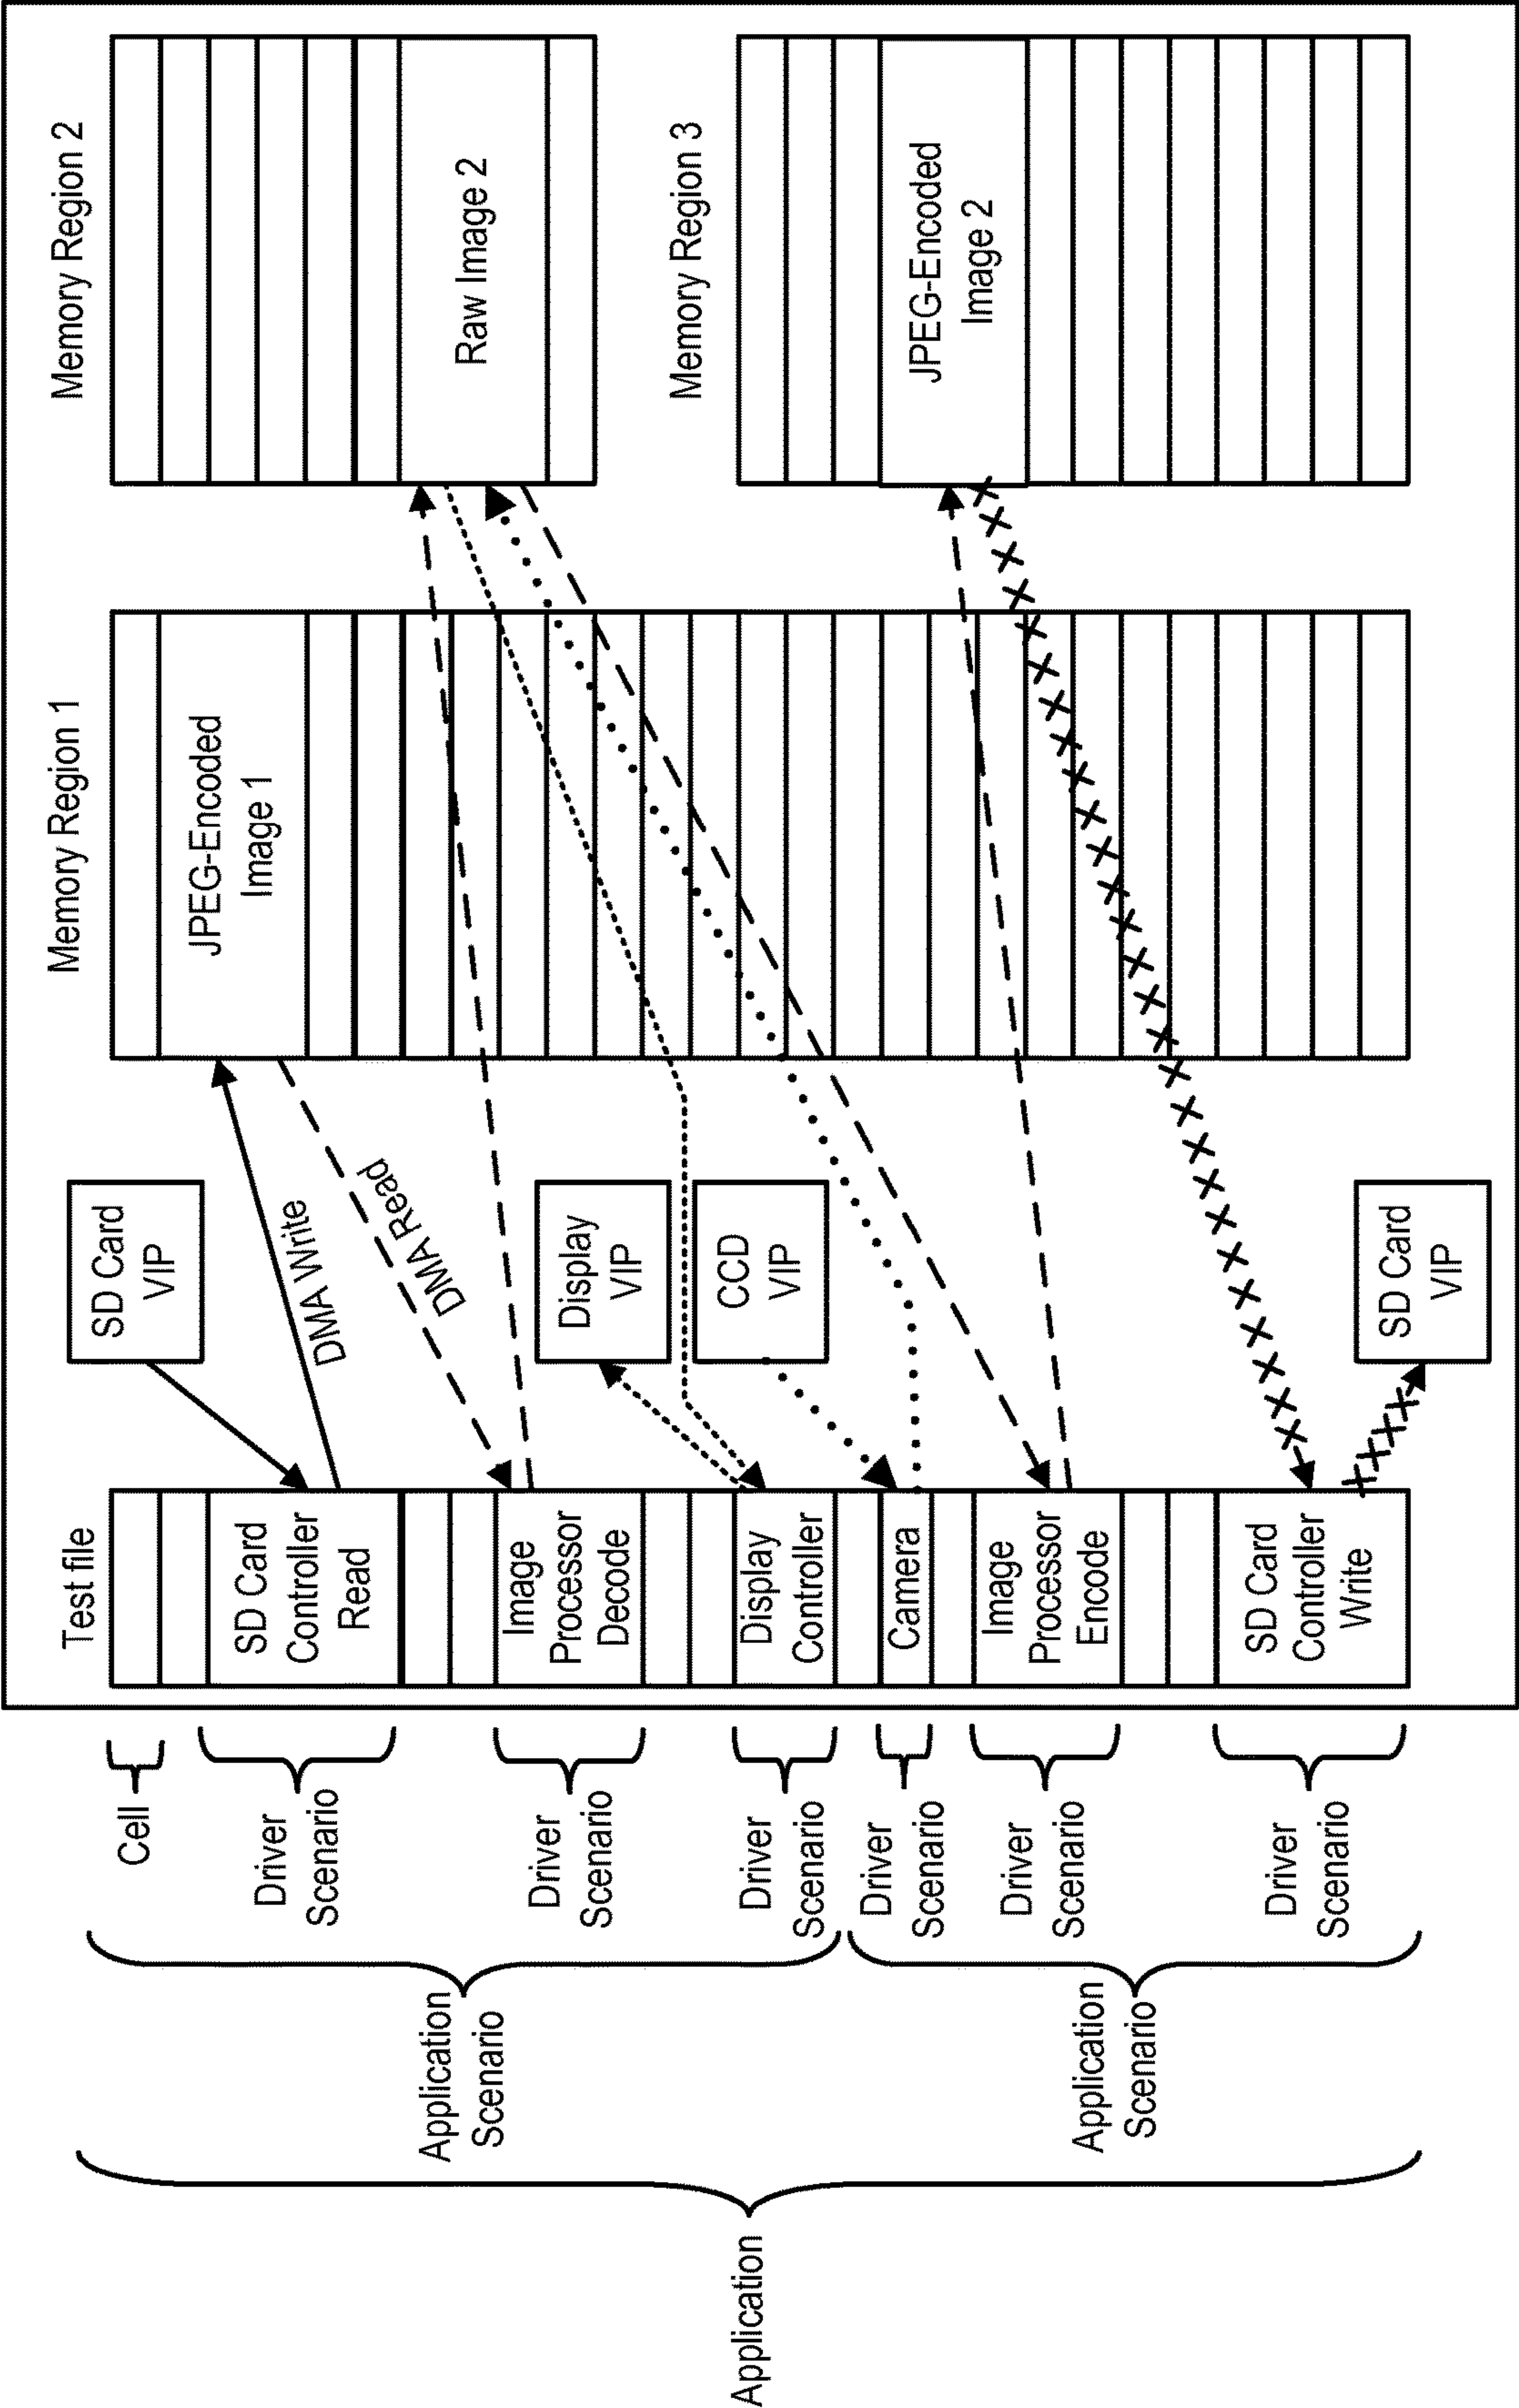 Application
Application
Scenario
Application
Scenario
Cell
Driver
Scenario
Driver
Scenario
Driver
Scenario
Driver
Scenario
Driver
Scenario
Driver
Scenario
Test file
SD Card
Controller
Read
Image
Processor
Decode
Display
Controller
Camera
Image
Processor
Encode
SD Card
Controller
Write
SD Card
VIP
DMA Write
DMA Read
Display
VIP
CCD
VIP
SD Card
VIP
Memory Region 1
JPEG-Encoded
Image 1
Memory Region 2
Raw Image 2
Memory Region 3
JPEG-Encoded
Image 2